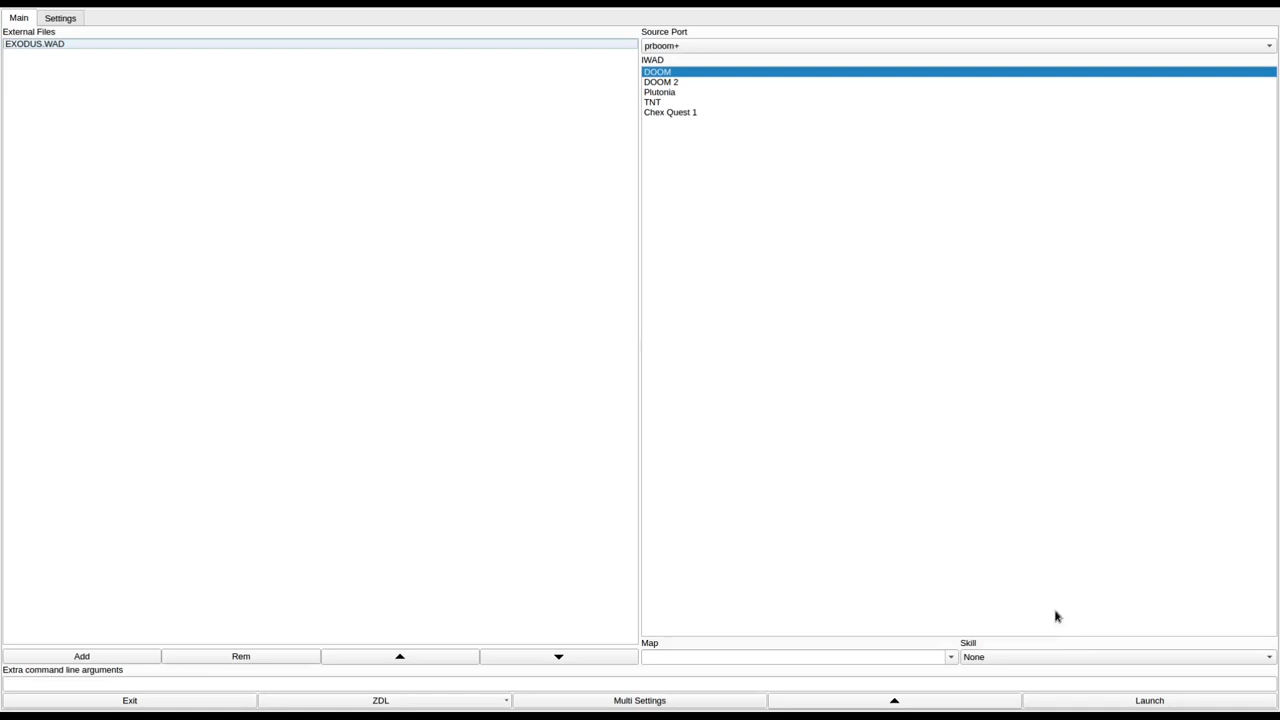 Main Settings
External Files
EXODUS.WAD
Source Port
prboom+
IWAD
DOOM
DOOM 2
Plutonia
TNT
Chex Quest 1
Map Skill
None
Add Rem
Extra command line arguments
Exit ZDL Multi Settings Launch